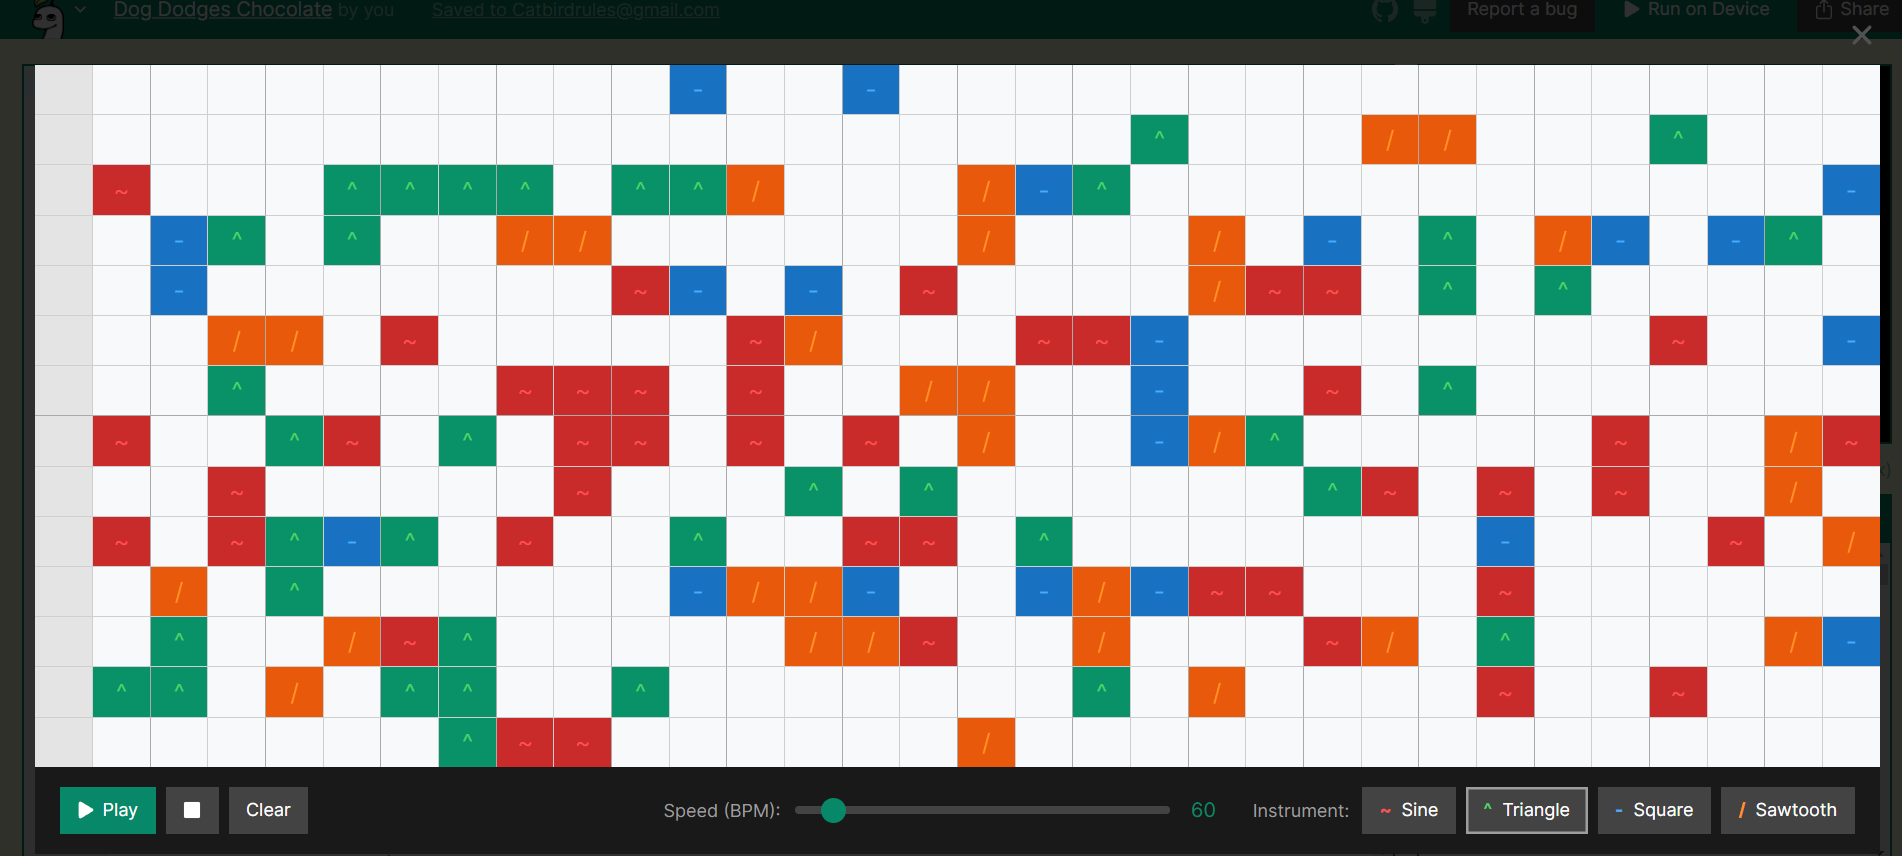 Dog Dodges Chocolate by you Saved to Catbirdrules@gmail.com Report a bug Run on Device Share
Play Clear Speed (BPM): 60 Instrument: ~ Sine ^ Triangle - Square / Sawtooth